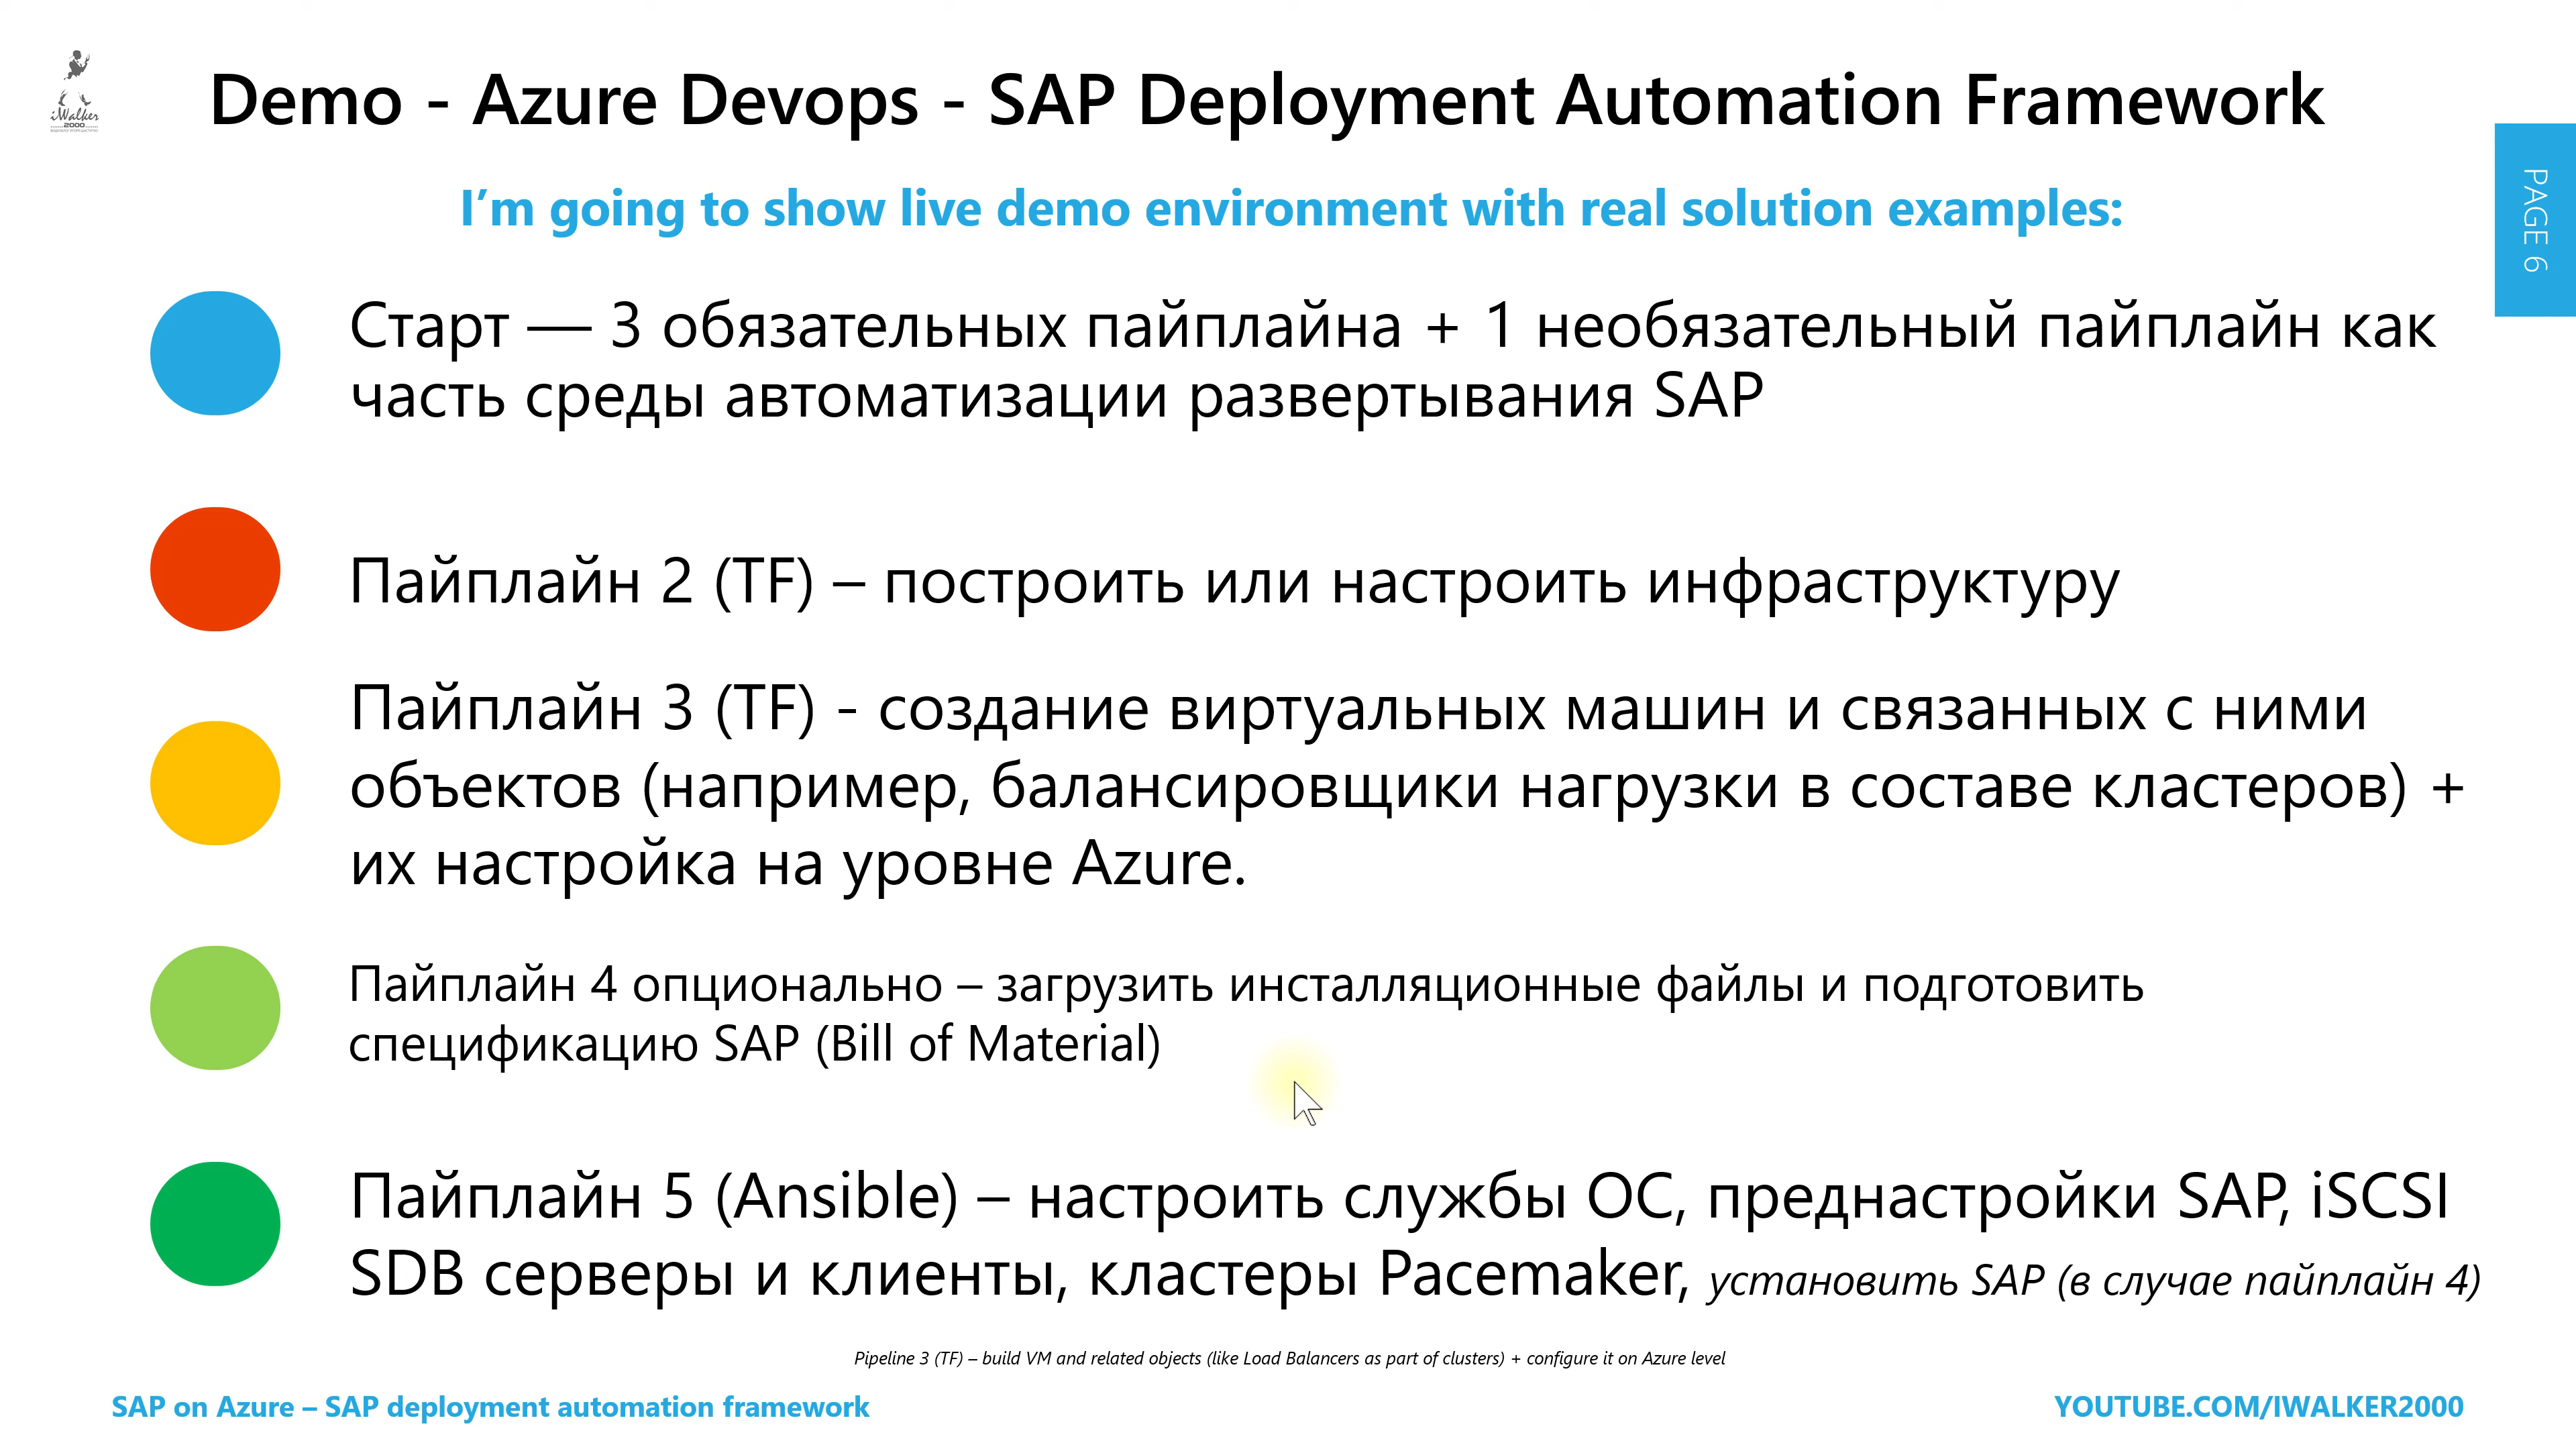 iWalker
2000
Demo - Azure Devops - SAP Deployment Automation Framework
PAGE 6
I’m going to show live demo environment with real solution examples:
Старт — 3 обязательных пайплайна + 1 необязательный пайплайн как
часть среды автоматизации развертывания SAP
Пайплайн 2 (TF) – построить или настроить инфраструктуру
Пайплайн 3 (TF) - создание виртуальных машин и связанных с ними
объектов (например, балансировщики нагрузки в составе кластеров) +
их настройка на уровне Azure.
Пайплайн 4 опционально – загрузить инсталляционные файлы и подготовить
спецификацию SAP (Bill of Material)
Пайплайн 5 (Ansible) – настроить службы ОС, преднастройки SAP, iSCSI
SDB серверы и клиенты, кластеры Pacemaker, установить SAP (в случае пайплайн 4)
Pipeline 3 (TF) – build VM and related objects (like Load Balancers as part of clusters) + configure it on Azure level
SAP on Azure – SAP deployment automation framework
YOUTUBE.COM/IWALKER2000